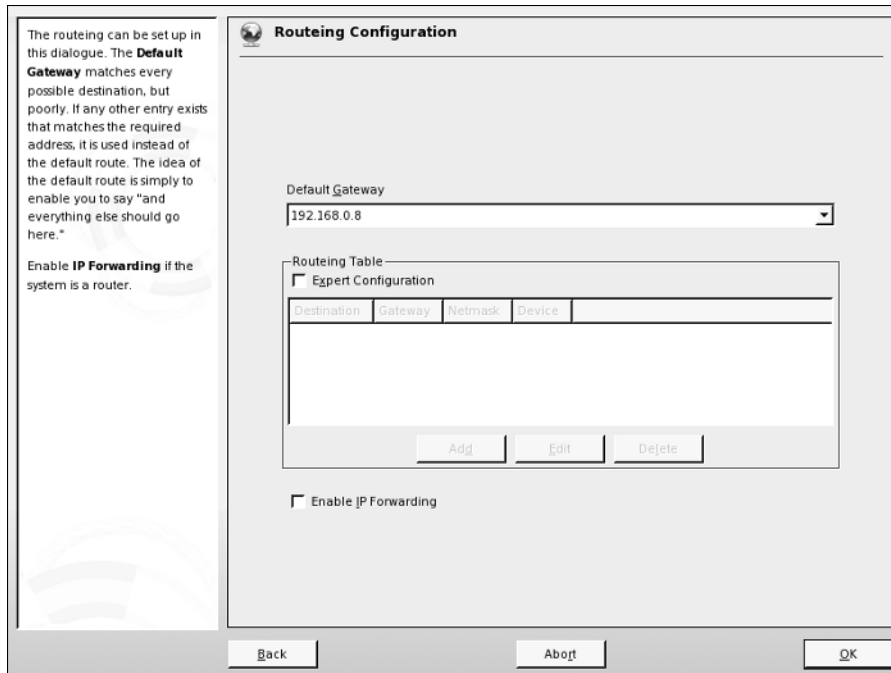 The routeing can be set up in
this dialogue. The Default
Gateway matches every
possible destination, but
poorly. If any other entry exists
that matches the required
address, it is used instead of
the default route. The idea of
the default route is simply to
enable you to say "and
everything else should go
here."
Enable IP Forwarding if the
system is a router.
Routeing Configuration
Default Gateway
192.168.0.8
Routeing Table
Expert Configuration
Destination Gateway Netmask Device
Add Edit Delete
Enable IP Forwarding
Back Abort OK